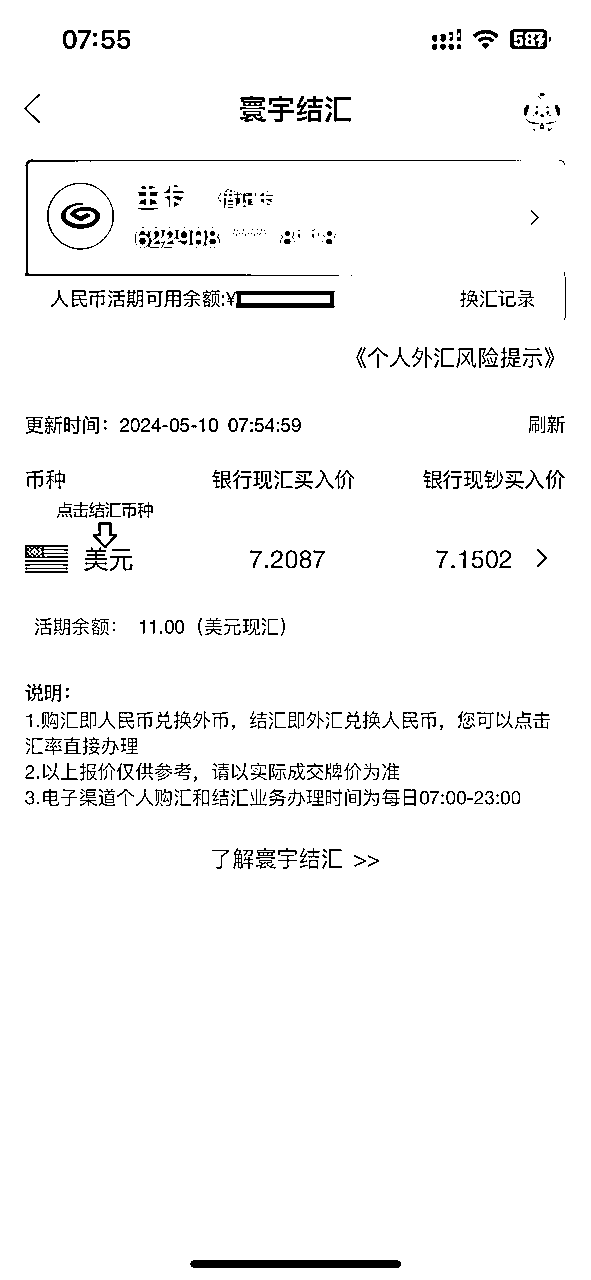 07:55
58
寰宇结汇
主卡 借记卡
622908
人民币活期可用余额:¥
换汇记录
《个人外汇风险提示》
更新时间：2024-05-10 07:54:59 刷新
币种 银行现汇买入价 银行现钞买入价
点击结汇币种
美元 7.2087 7.1502
活期余额： 11.00（美元现汇）
说明：
1.购汇即人民币兑换外币，结汇即外汇兑换人民币，您可以点击
汇率直接办理
2.以上报价仅供参考，请以实际成交牌价为准
3.电子渠道个人购汇和结汇业务办理时间为每日07:00-23:00
了解寰宇结汇 >>